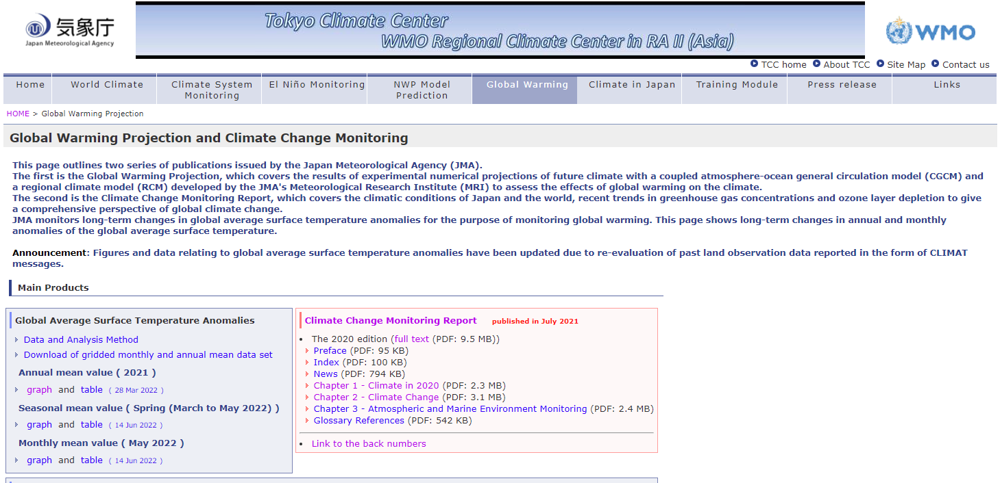 気象庁
Japan Meteorological Agency
Tokyo Climate Center
WMO Regional Climate Center in RA II (Asia)
WMO
TCC home About TCC Site Map Contact us
Home World Climate Climate System Monitoring El Niño Monitoring NWP Model Prediction Global Warming Climate in Japan Training Module Press release Links
HOME > Global Warming Projection
Global Warming Projection and Climate Change Monitoring
This page outlines two series of publications issued by the Japan Meteorological Agency (JMA).
The first is the Global Warming Projection, which covers the results of experimental numerical projections of future climate with a coupled atmosphere-ocean general circulation model (CGCM) and
a regional climate model (RCM) developed by the JMA's Meteorological Research Institute (MRI) to assess the effects of global warming on the climate.
The second is the Climate Change Monitoring Report, which covers the climatic conditions of Japan and the world, recent trends in greenhouse gas concentrations and ozone layer depletion to give
a comprehensive perspective of global climate change.
JMA monitors long-term changes in global average surface temperature anomalies for the purpose of monitoring global warming. This page shows long-term changes in annual and monthly
anomalies of the global average surface temperature.
Announcement: Figures and data relating to global average surface temperature anomalies have been updated due to re-evaluation of past land observation data reported in the form of CLIMAT
messages.
Main Products
Global Average Surface Temperature Anomalies
Data and Analysis Method
Download of gridded monthly and annual mean data set
Annual mean value ( 2021 )
graph and table ( 28 Mar 2022 )
Seasonal mean value ( Spring (March to May 2022) )
graph and table ( 14 Jun 2022 )
Monthly mean value ( May 2022 )
graph and table ( 14 Jun 2022 )
Climate Change Monitoring Report published in July 2021
• The 2020 edition (full text (PDF: 9.5 MB))
Preface (PDF: 95 KB)
Index (PDF: 100 KB)
News (PDF: 794 KB)
Chapter 1 - Climate in 2020 (PDF: 2.3 MB)
Chapter 2 - Climate Change (PDF: 3.1 MB)
Chapter 3 - Atmospheric and Marine Environment Monitoring (PDF: 2.4 MB)
Glossary References (PDF: 542 KB)
• Link to the back numbers